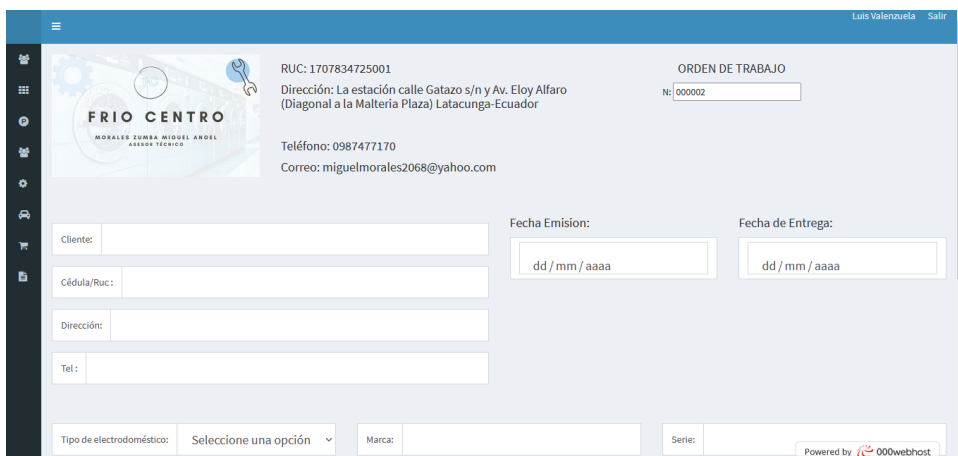 Luis Valenzuela Salir
FRIO CENTRO
MORALES ZUMBA MIGUEL ANGEL
ASESOR TÉCNICO
RUC: 1707834725001
Dirección: La estación calle Gatazo s/n y Av. Eloy Alfaro
(Diagonal a la Malteria Plaza) Latacunga-Ecuador
Teléfono: 0987477170
Correo: miguelmorales2068@yahoo.com
ORDEN DE TRABAJO
N: 000002
Cliente:
Cédula/Ruc :
Dirección:
Tel :
Fecha Emision:
dd / mm / aaaa
Fecha de Entrega:
dd / mm / aaaa
Tipo de electrodoméstico: Seleccione una opción
Marca:
Serie:
Powered by 000webhost